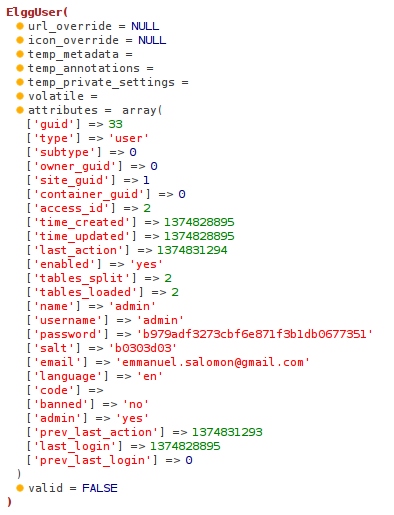 ElggUser(
url_override = NULL
icon_override = NULL
temp_metadata =
temp_annotations =
temp_private_settings =
volatile =
attributes = array(
['guid'] => 33
['type'] => 'user'
['subtype'] => 0
['owner_guid'] => 0
['site_guid'] => 1
['container_guid'] => 0
['access_id'] => 2
['time_created'] => 1374828895
['time_updated'] => 1374828895
['last_action'] => 1374831294
['enabled'] => 'yes'
['tables_split'] => 2
['tables_loaded'] => 2
['name'] => 'admin'
['username'] => 'admin'
['password'] => 'b979adf3273cbf6e871f3b1db0677351'
['salt'] => 'b0303d03'
['email'] => 'emmanuel.salomon@gmail.com'
['language'] => 'en'
['code'] =>
['banned'] => 'no'
['admin'] => 'yes'
['prev_last_action'] => 1374831293
['last_login'] => 1374828895
['prev_last_login'] => 0
)
valid = FALSE
)